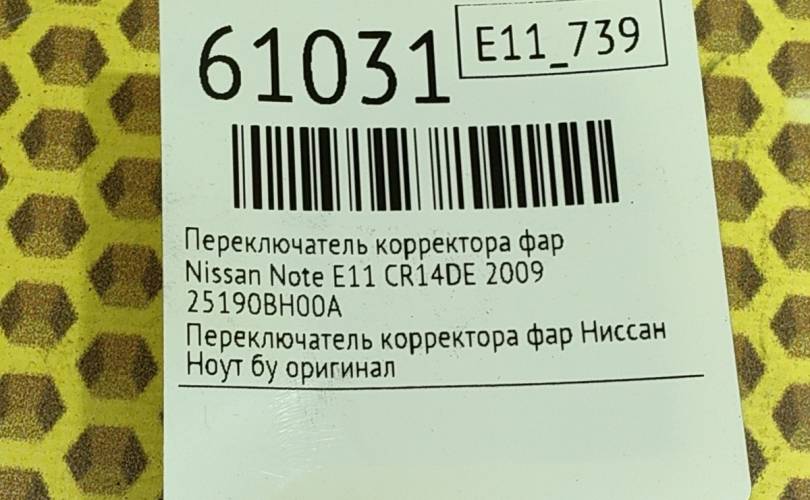 61031
E11_739
Переключатель корректора фар
Nissan Note E11 CR14DE 2009
25190BH00A
Переключатель корректора фар Ниссан
Ноут бу оригинал